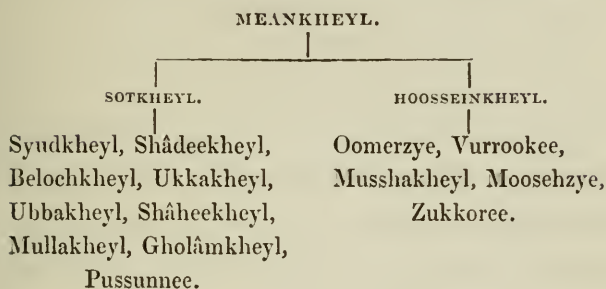 MEANKHEYL.
SOTKHEYL.
Syudkheyl, Shâdeekheyl,
Belochkheyl, Ukkakheyl,
Ubbakheyl, Shâheekheyl,
Mullakheyl, Gholâmkheyl,
Pussunnee.
HOOSSEINKHEYL.
Oomerzye, Vurrookee,
Musshakheyl, Moosehzye,
Zukkoree.